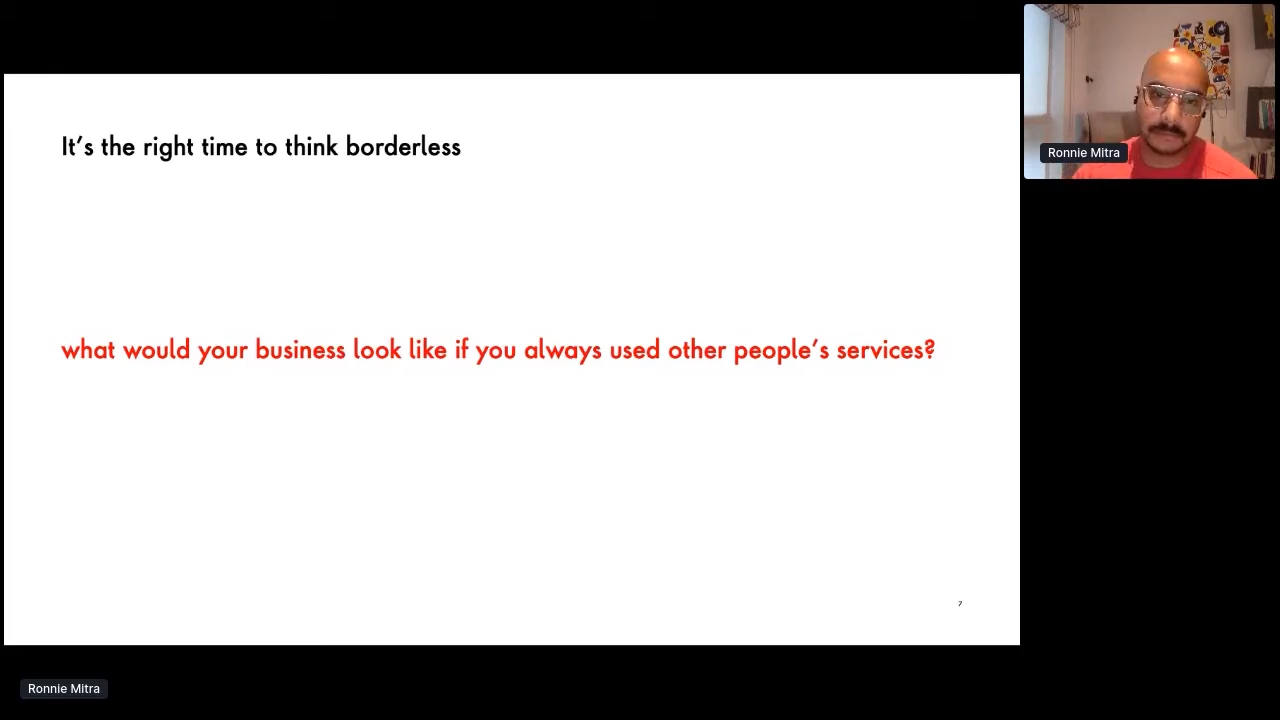 It's the right time to think borderless
what would your business look like if you always used other people's services?
7
Ronnie Mitra
Ronnie Mitra